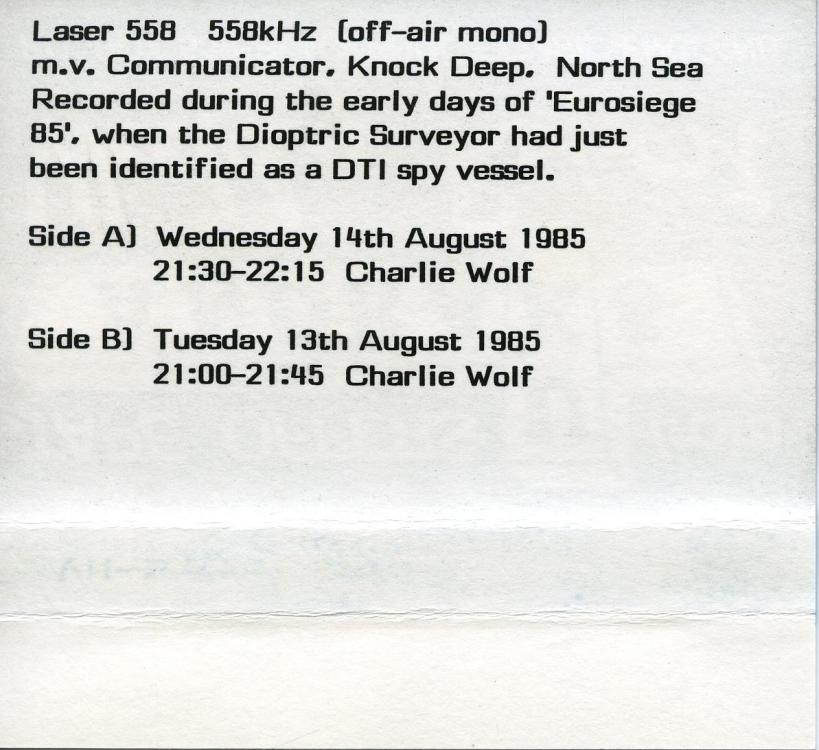 Laser 558 558kHz (off-air mono)
m.v. Communicator, Knock Deep, North Sea
Recorded during the early days of 'Eurosiege
85', when the Dioptric Surveyor had just
been identified as a DTI spy vessel.
Side A) Wednesday 14th August 1985
21:30-22:15 Charlie Wolf
Side B) Tuesday 13th August 1985
21:00-21:45 Charlie Wolf